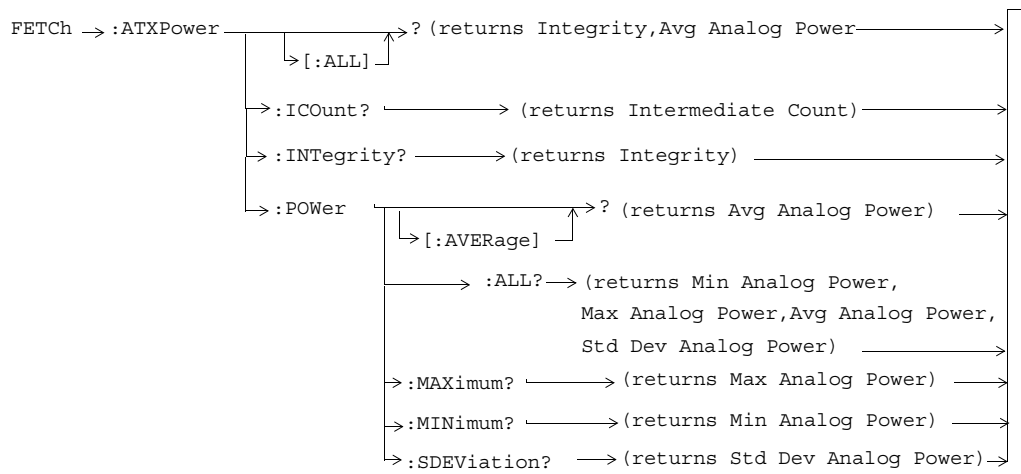 FETCh :ATXPower ? (returns Integrity,Avg Analog Power
[:ALL]
:ICOunt? (returns Intermediate Count)
:INTegrity? (returns Integrity)
:POWer ? (returns Avg Analog Power)
[:AVERage]
:ALL? (returns Min Analog Power,
Max Analog Power,Avg Analog Power,
Std Dev Analog Power)
:MAXimum? (returns Max Analog Power)
:MINimum? (returns Min Analog Power)
:SDEViation? (returns Std Dev Analog Power)